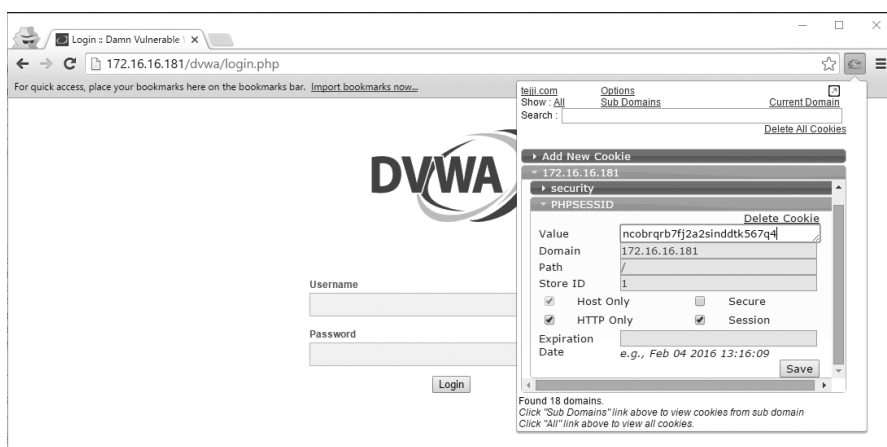 Login :: Damn Vulnerable
172.16.16.181/dvwa/login.php
For quick access, place your bookmarks here on the bookmarks bar. Import bookmarks now...
DVWA
Username
Password
Login
tejji.com Options
Show : All Sub Domains Current Domain
Search :
Delete All Cookies
Add New Cookie
172.16.16.181
security
PHPSESSID
Delete Cookie
Value ncobrqrb7fj2a2sinddtk567q4
Domain 172.16.16.181
Path /
Store ID 1
Host Only Secure
HTTP Only Session
Expiration
Date e.g., Feb 04 2016 13:16:09
Save
Found 18 domains.
Click "Sub Domains" link above to view cookies from sub domain
Click "All" link above to view all cookies.